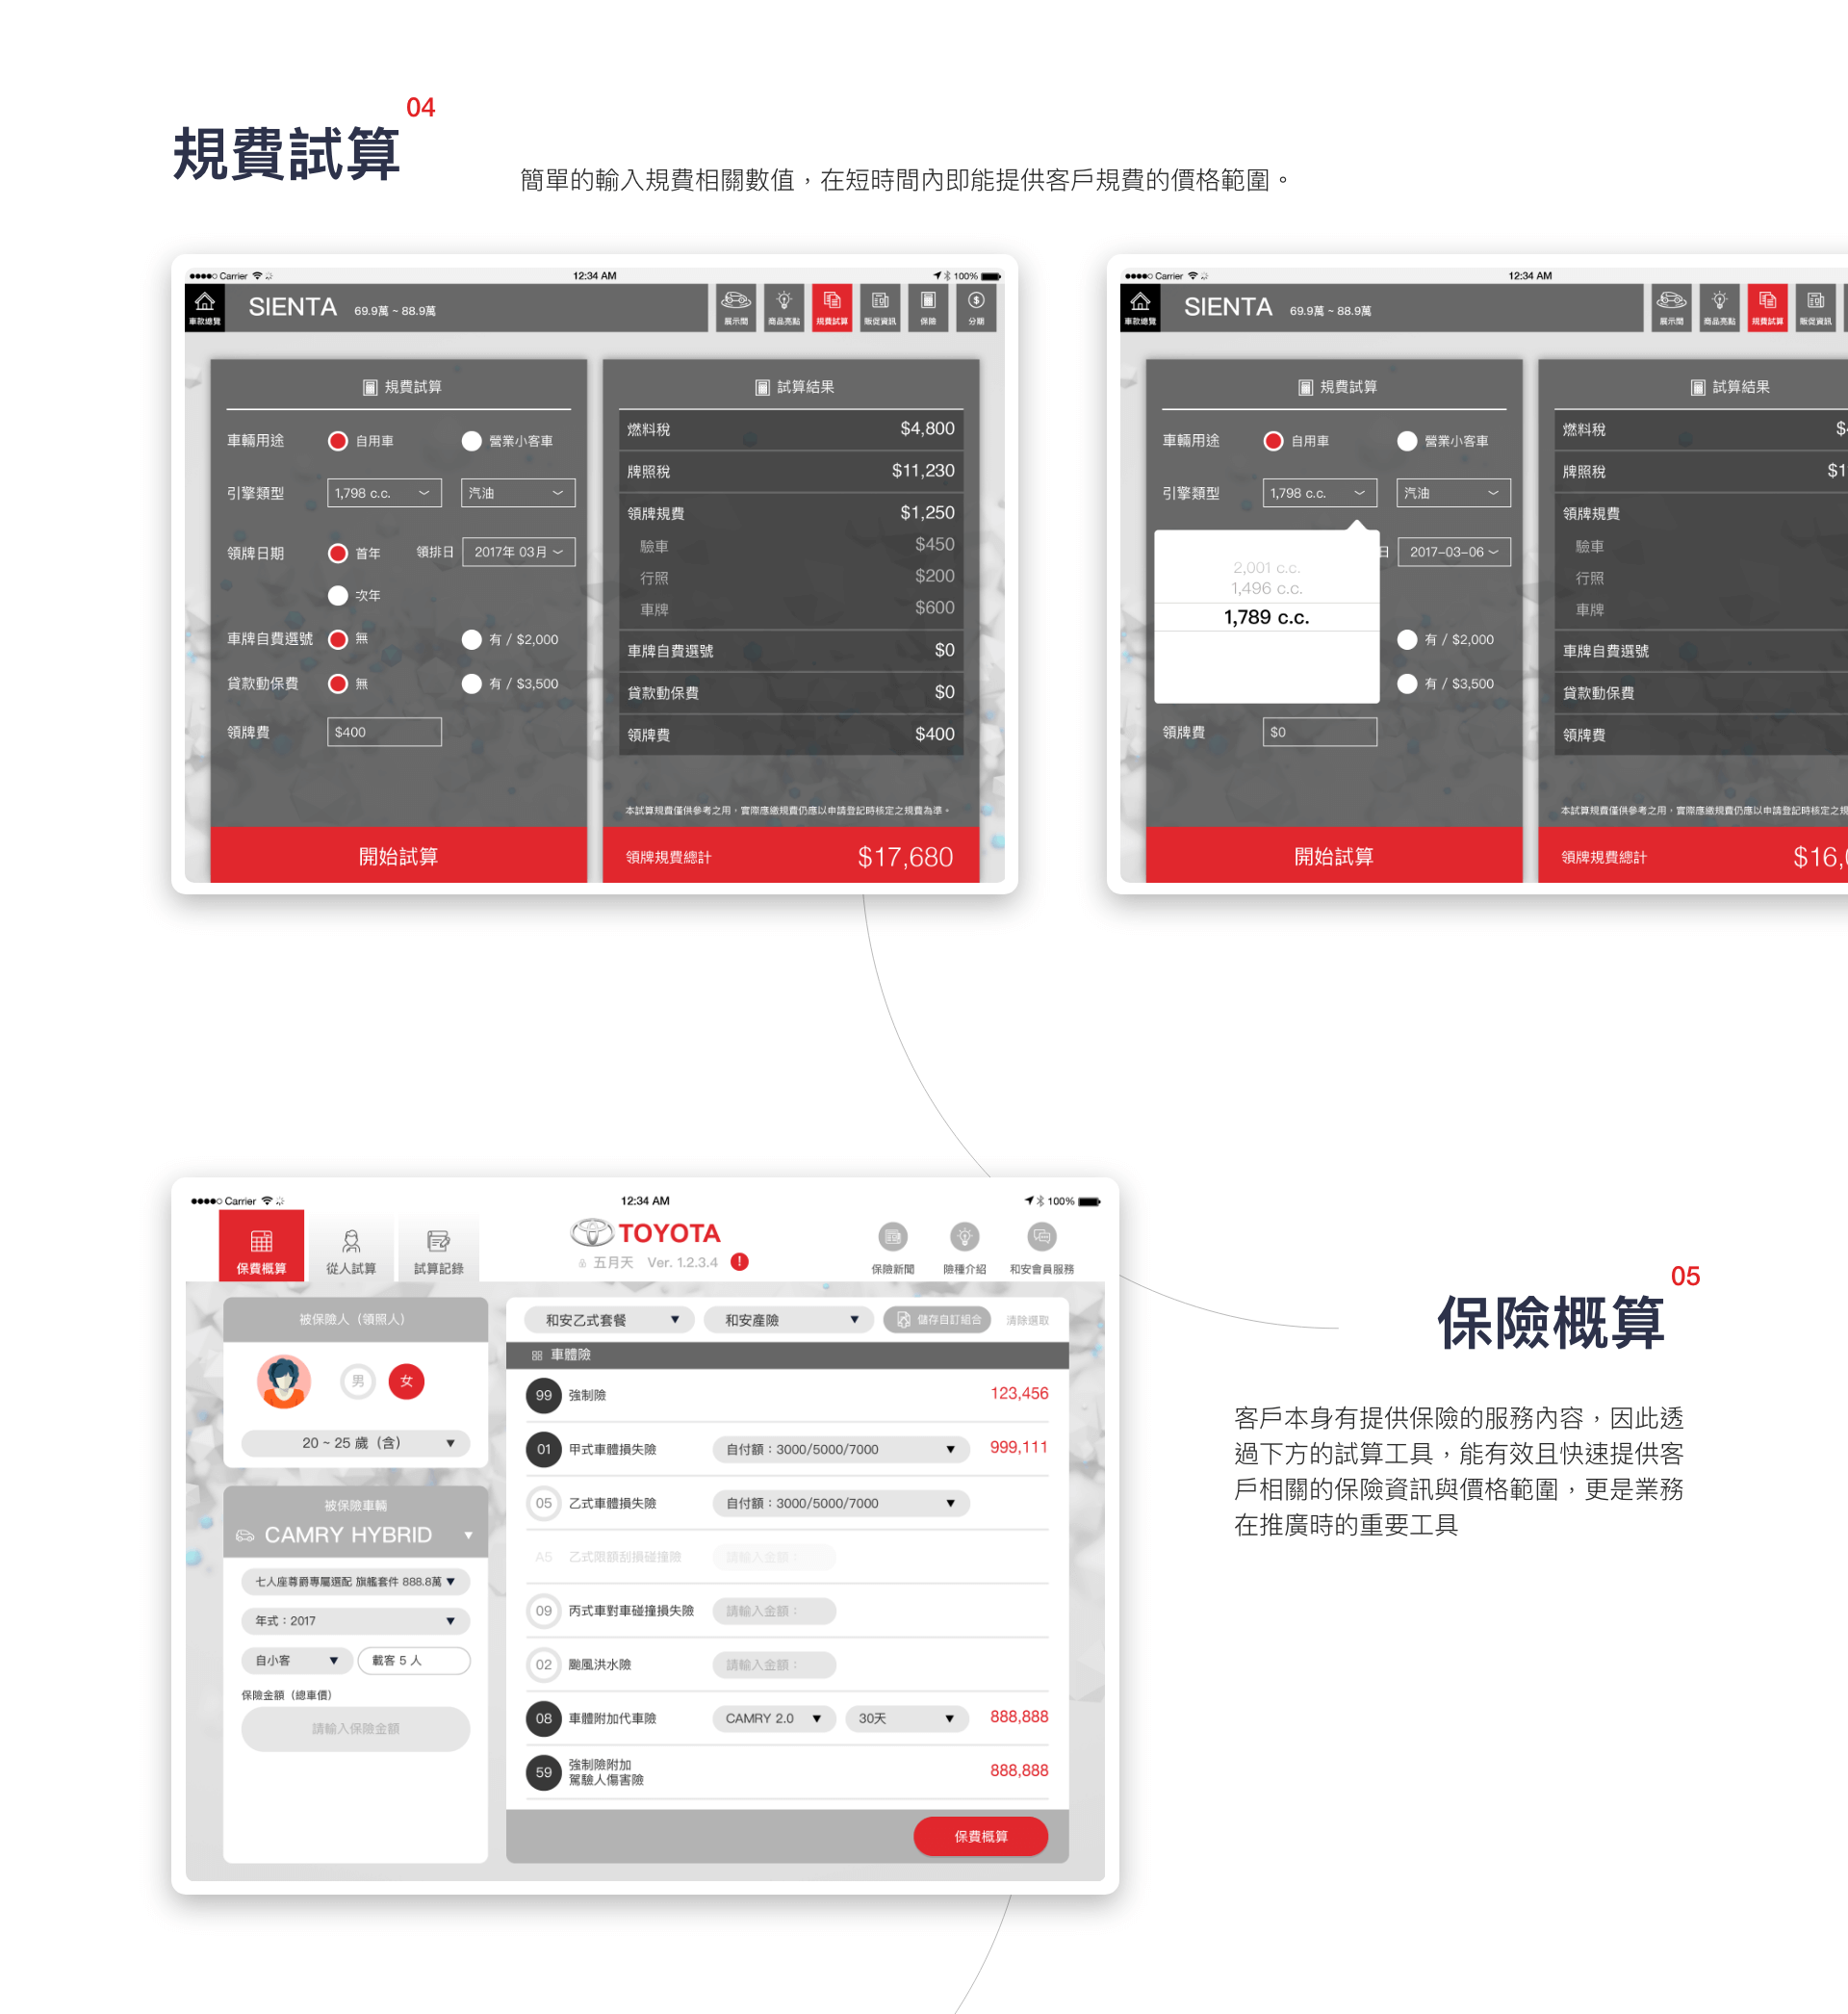 04
規費試算
簡單的輸入規費相關數值，在短時間內即能提供客戶規費的價格範圍。
Carrier 12:34 AM 100%
車款總覽 SIENTA 69.9萬 ~ 88.9萬 展示間 商品亮點 規費試算 販促資訊 保險 分期
規費試算
車輛用途 自用車 營業小客車
引擎類型 1,798 c.c. 汽油
領牌日期 首年 領排日 2017年 03月
次年
車牌自費選號 無 有 / $2,000
貸款動保費 無 有 / $3,500
領牌費 $400
開始試算
試算結果
燃料稅 $4,800
牌照稅 $11,230
領牌規費 $1,250
驗車 $450
行照 $200
車牌 $600
車牌自費選號 $0
貸款動保費 $0
領牌費 $400
本試算規費僅供參考之用，實際應繳規費仍應以申請登記時核定之規費為準。
領牌規費總計 $17,680
Carrier 12:34 AM
車款總覽 SIENTA 69.9萬 ~ 88.9萬 展示間 商品亮點 規費試算 販促資訊
規費試算
車輛用途 自用車 營業小客車
引擎類型 1,798 c.c. 汽油
日 2017-03-06
2,001 c.c.
1,496 c.c.
1,789 c.c.
有 / $2,000
有 / $3,500
領牌費 $0
開始試算
試算結果
燃料稅
牌照稅 $1
領牌規費
驗車
行照
車牌
車牌自費選號
貸款動保費
領牌費
本試算規費僅供參考之用，實際應繳規費仍應以申請登記時核定之
領牌規費總計 $16,
Carrier 12:34 AM 100%
保費概算 從人試算 試算記錄
TOYOTA
五月天 Ver. 1.2.3.4 !
保險新聞 險種介紹 和安會員服務
被保險人（領照人）
男 女
20 ~ 25 歲（含）
被保險車輛
CAMRY HYBRID
七人座尊爵專屬選配 旗艦套件 888.8萬
年式：2017
自小客 載客 5 人
保險金額（總車價）
請輸入保險金額
和安乙式套餐 和安產險 儲存自訂組合 清除選取
車體險
99 強制險 123,456
01 甲式車體損失險 自付額：3000/5000/7000 999,111
05 乙式車體損失險 自付額：3000/5000/7000
A5 乙式限額刮損碰撞險 請輸入金額：
09 丙式車對車碰撞損失險 請輸入金額：
02 颱風洪水險 請輸入金額：
08 車體附加代車險 CAMRY 2.0 30天 888,888
59 強制險附加
駕驗人傷害險 888,888
保費概算
05
保險概算
客戶本身有提供保險的服務內容，因此透
過下方的試算工具，能有效且快速提供客
戶相關的保險資訊與價格範圍，更是業務
在推廣時的重要工具